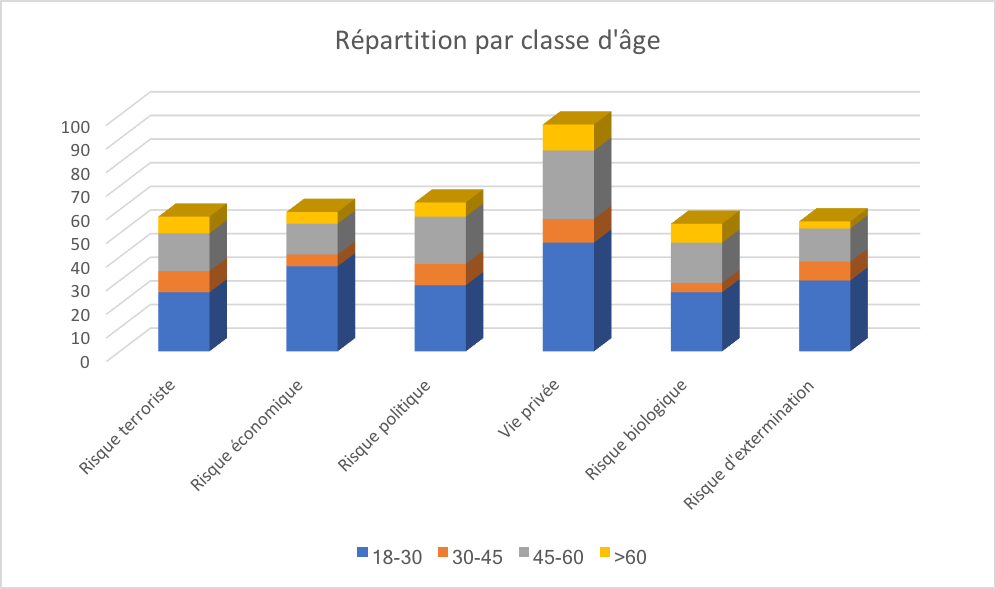 Répartition par classe d'âge
100
90
80
70
60
50
40
30
20
10
0
Risque terroriste
Risque économique
Risque politique
Vie privée
Risque biologique
Risque d'extermination
18-30 30-45 45-60 >60